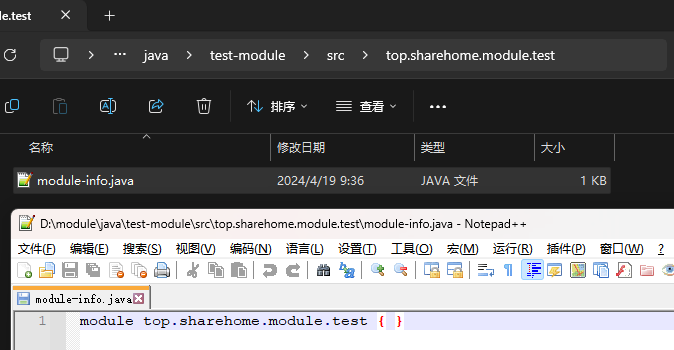 le.test
java > test-module > src > top.sharehome.module.test
排序 查看
名称 修改日期 类型 大小
module-info.java 2024/4/19 9:36 JAVA 文件 1 KB
D:\module\java\test-module\src\top.sharehome.module.test\module-info.java - Notepad++
文件(F) 编辑(E) 搜索(S) 视图(V) 编码(N) 语言(L) 设置(T) 工具(O) 宏(M) 运行(R) 插件(P) 窗口(W) ?
module-info.java
1 module top.sharehome.module.test { }